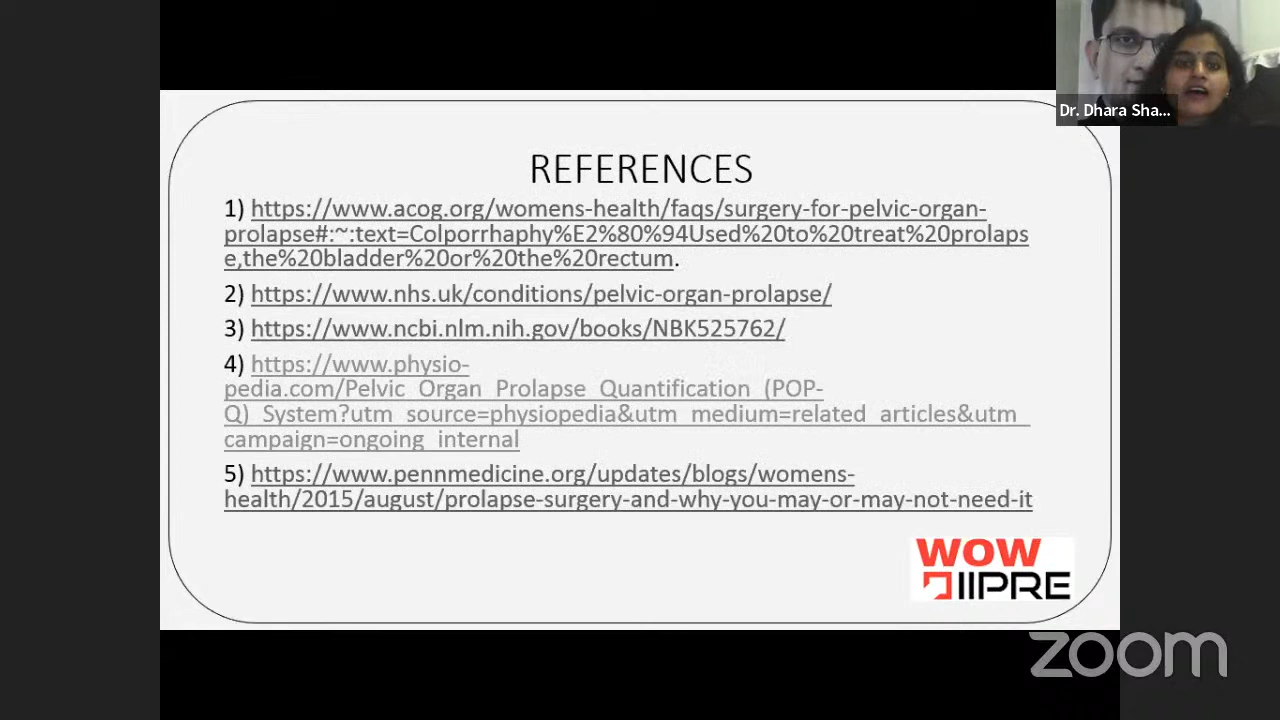 Dr. Dhara Sha...
REFERENCES
1) https://www.acog.org/womens-health/faqs/surgery-for-pelvic-organ-
prolapse#:~:text=Colporrhaphy%E2%80%94Used%20to%20treat%20prolaps
e,the%20bladder%20or%20the%20rectum.
2) https://www.nhs.uk/conditions/pelvic-organ-prolapse/
3) https://www.ncbi.nlm.nih.gov/books/NBK525762/
4) https://www.physio-
pedia.com/Pelvic_Organ_Prolapse_Quantification_(POP-
Q)_System?utm_source=physiopedia&utm_medium=related_articles&utm_
campaign=ongoing_internal
5) https://www.pennmedicine.org/updates/blogs/womens-
health/2015/august/prolapse-surgery-and-why-you-may-or-may-not-need-it
WOW
IIPRE
zoom